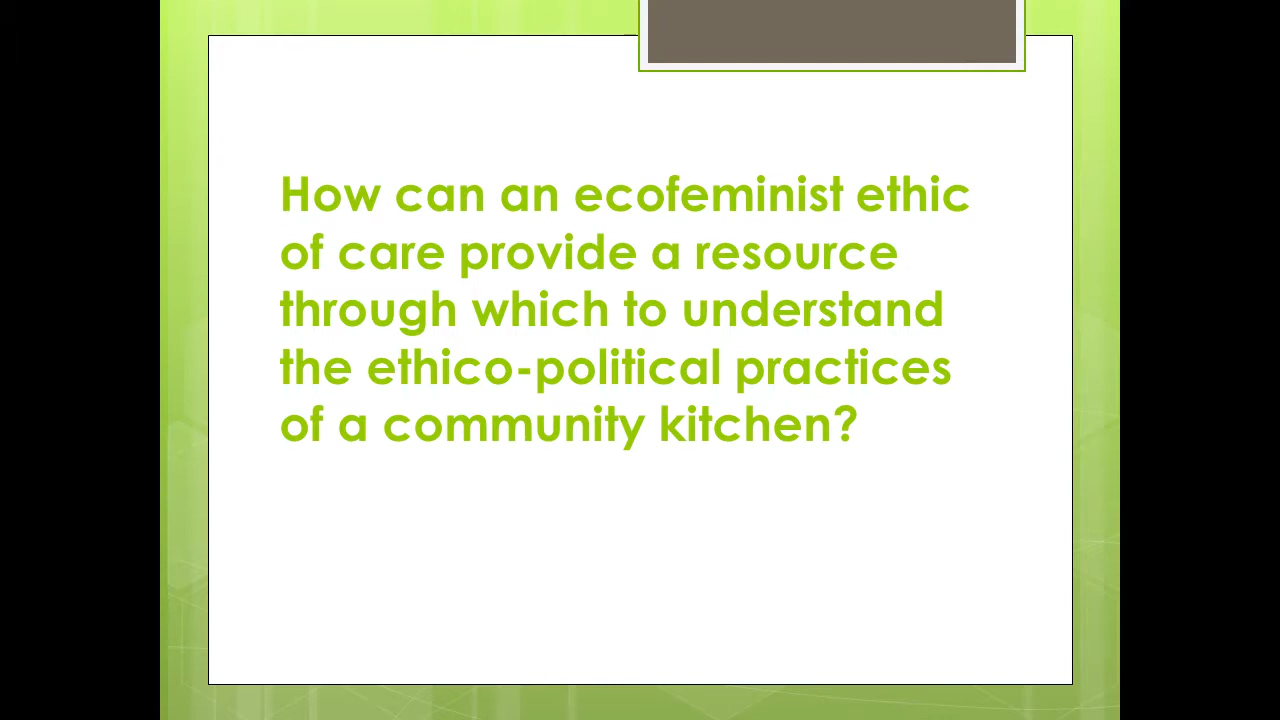 How can an ecofeminist ethic
of care provide a resource
through which to understand
the ethico-political practices
of a community kitchen?